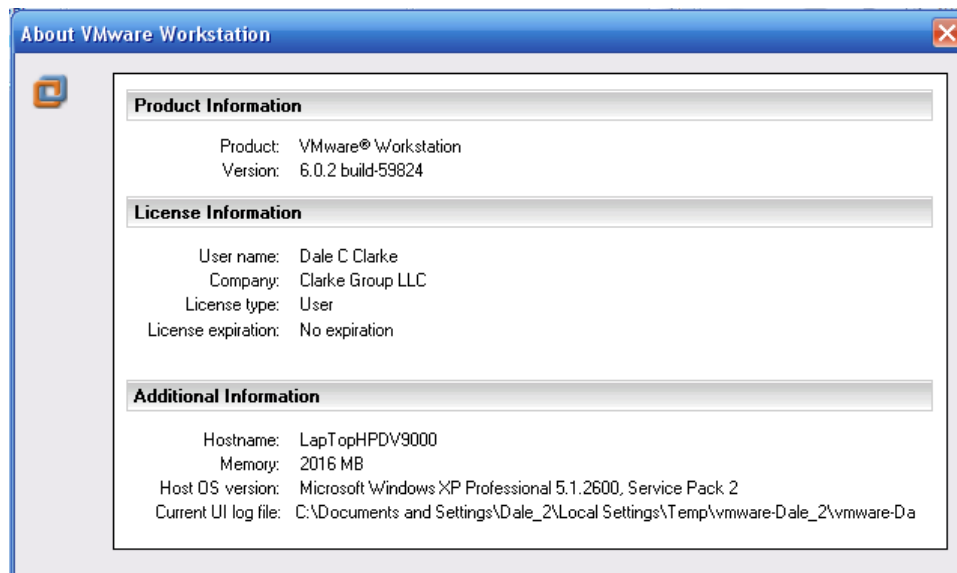 About VMware Workstation
Product Information
Product: VMware® Workstation
Version: 6.0.2 build-59824
License Information
User name: Dale C Clarke
Company: Clarke Group LLC
License type: User
License expiration: No expiration
Additional Information
Hostname: LapTopHPDV9000
Memory: 2016 MB
Host OS version: Microsoft Windows XP Professional 5.1.2600, Service Pack 2
Current UI log file: C:\Documents and Settings\Dale_2\Local Settings\Temp\vmware-Dale_2\vmware-Da